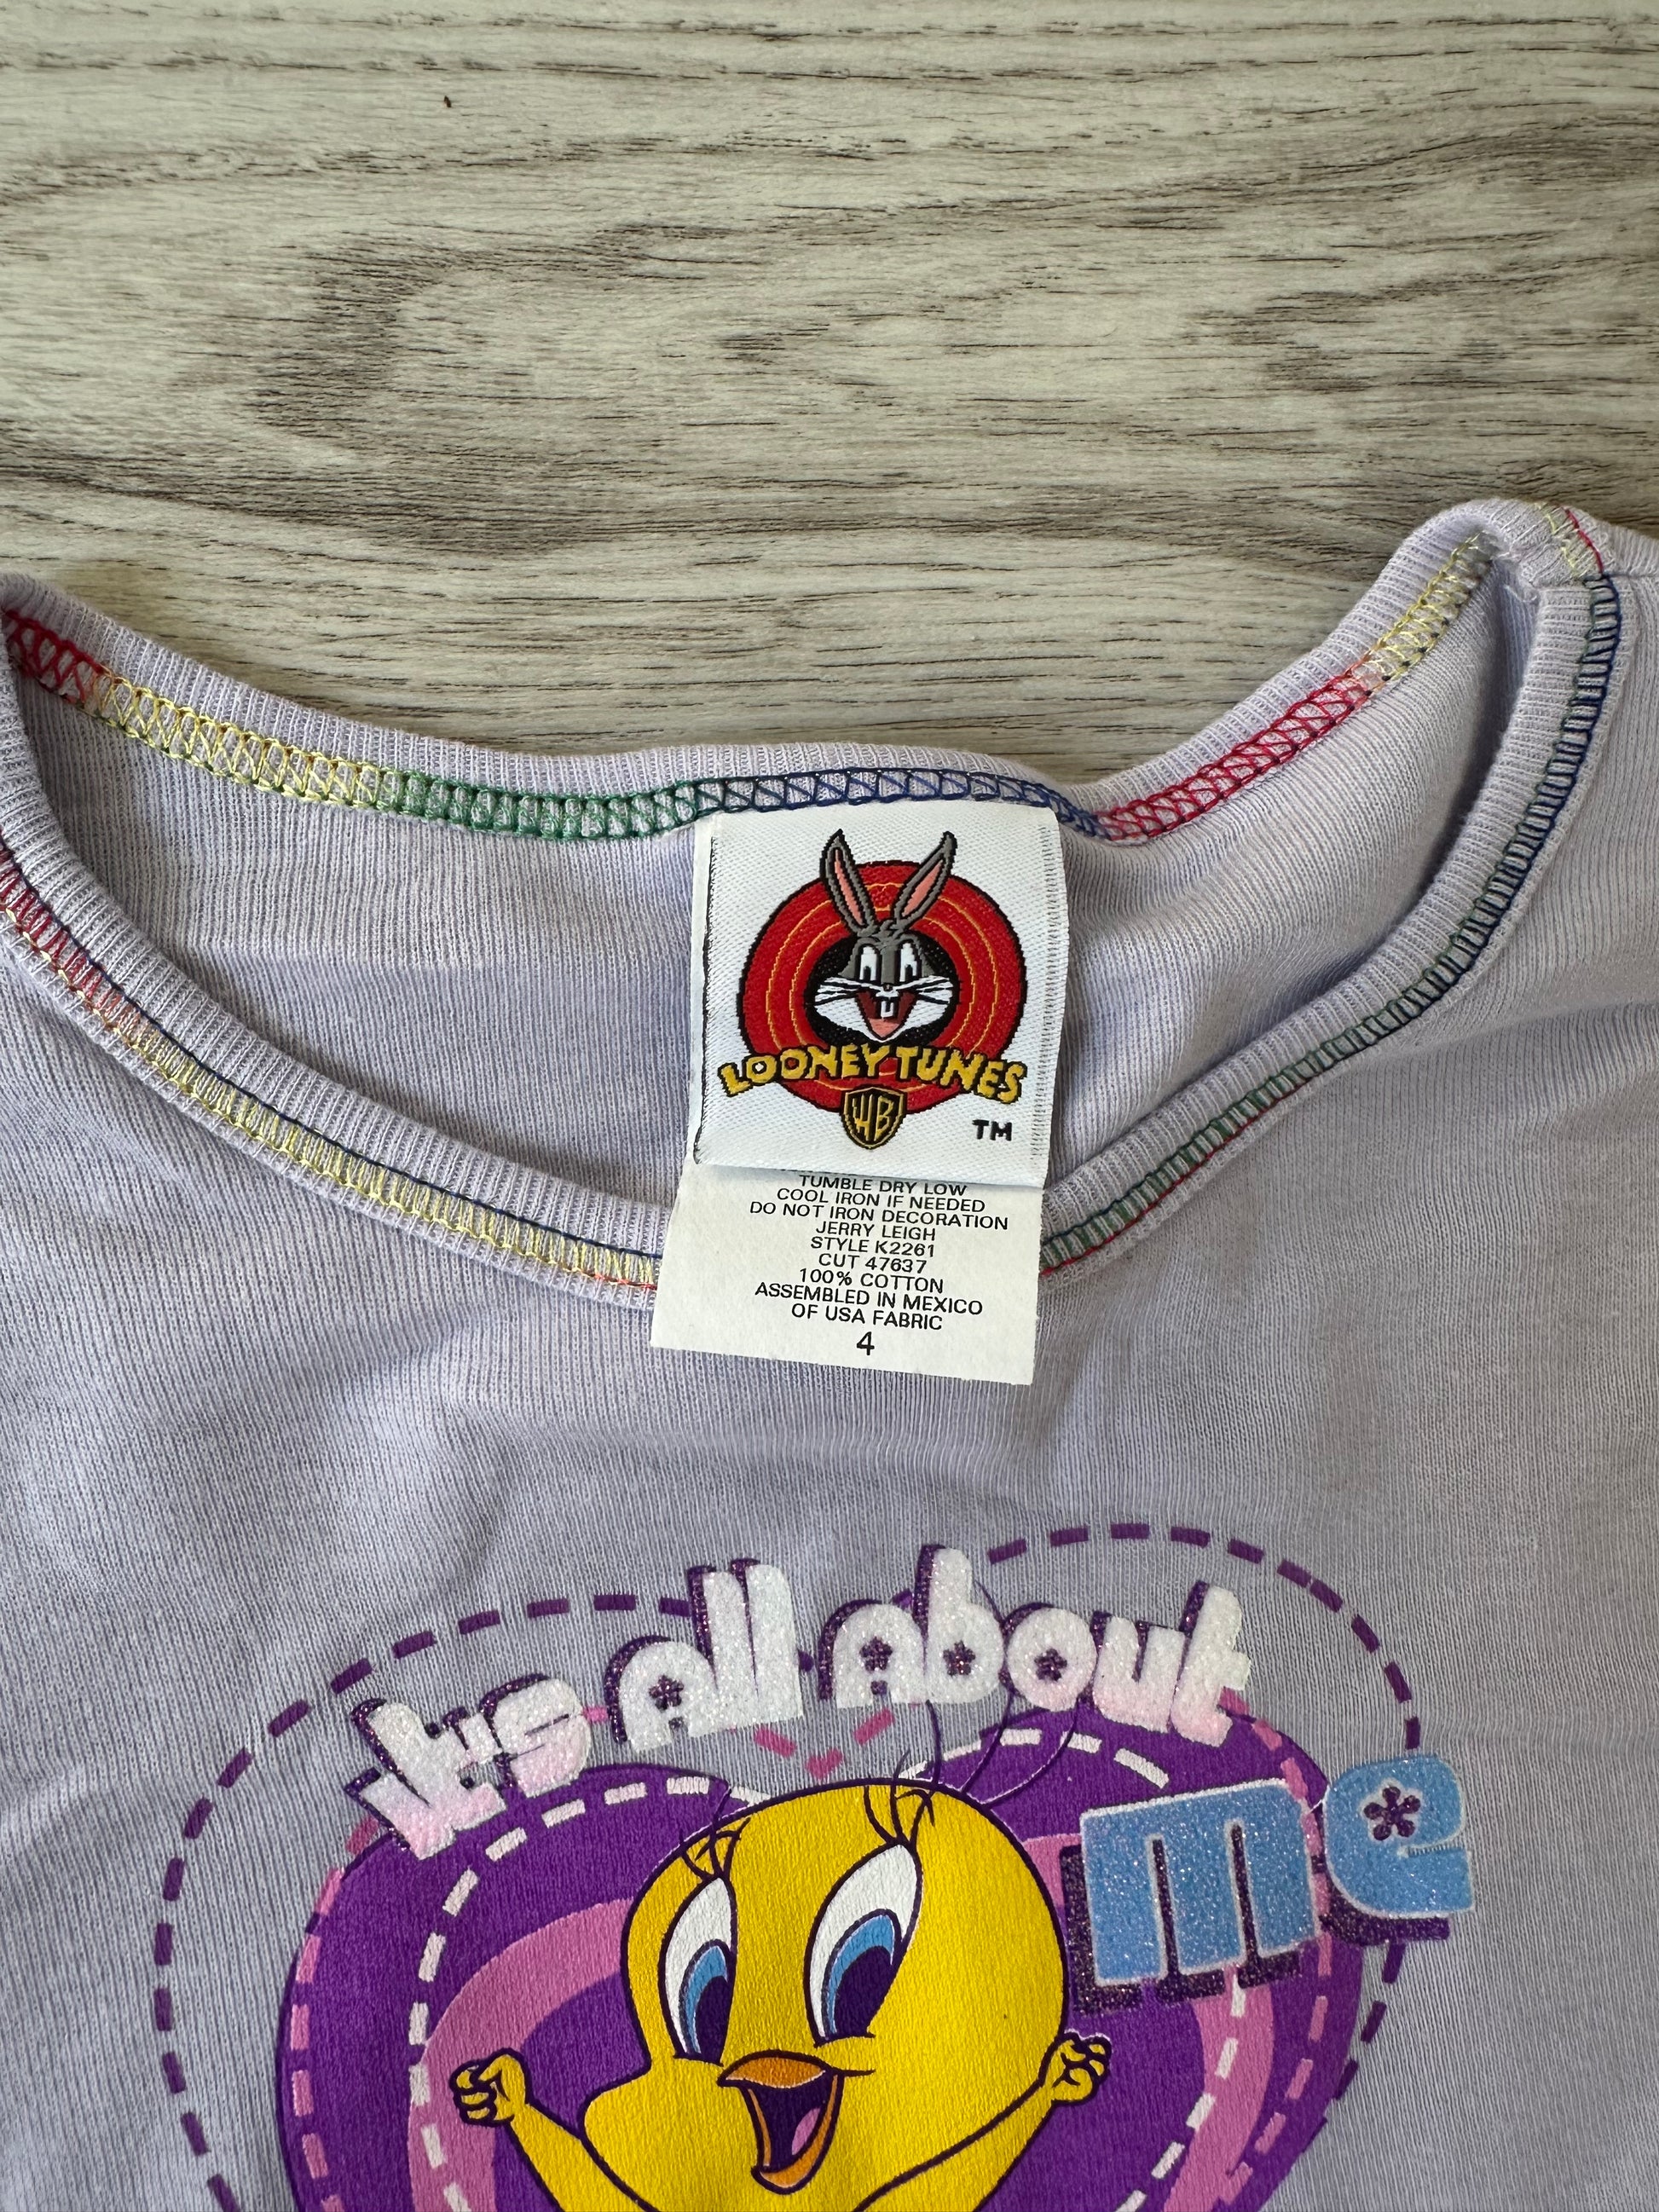 LOONEY TUNES
WB
TM
TUMBLE DRY LOW
COOL IRON IF NEEDED
DO NOT IRON DECORATION
JERRY LEIGH
STYLE K2261
CUT 47637
100% COTTON
ASSEMBLED IN MEXICO
OF USA FABRIC
4
it's all About
me